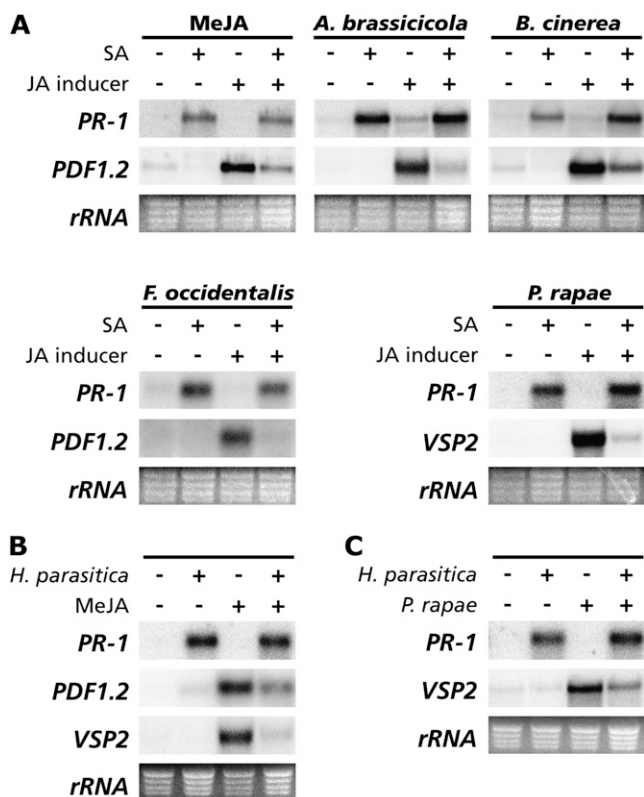 A
MeJA A. brassicicola B. cinerea
SA - + - + - + - + - + - +
JA inducer - - + + - - + + - - + +
PR-1
PDF1.2
rRNA
F. occidentalis P. rapae
SA - + - + SA - + - +
JA inducer - - + + JA inducer - - + +
PR-1 PR-1
PDF1.2 VSP2
rRNA rRNA
B C
H. parasitica - + - + H. parasitica - + - +
MeJA - - + + P. rapae - - + +
PR-1 PR-1
PDF1.2 VSP2
VSP2 rRNA
rRNA